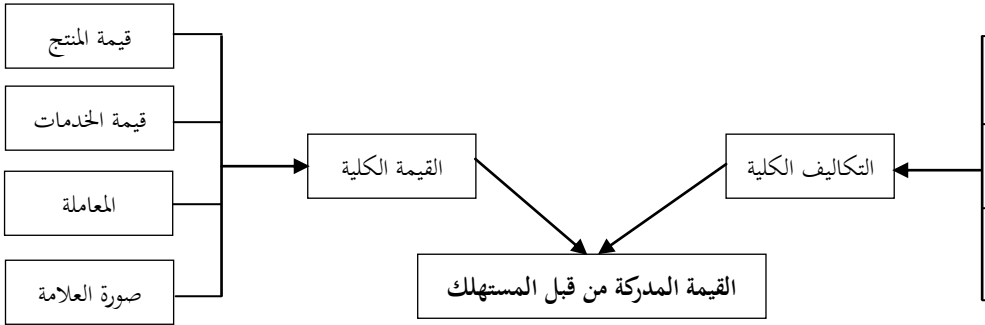 قيمة المنتج
قيمة الخدمات
القيمة الكلية
التكاليف الكلية
المعاملة
القيمة المدركة من قبل المستهلك
صورة العلامة